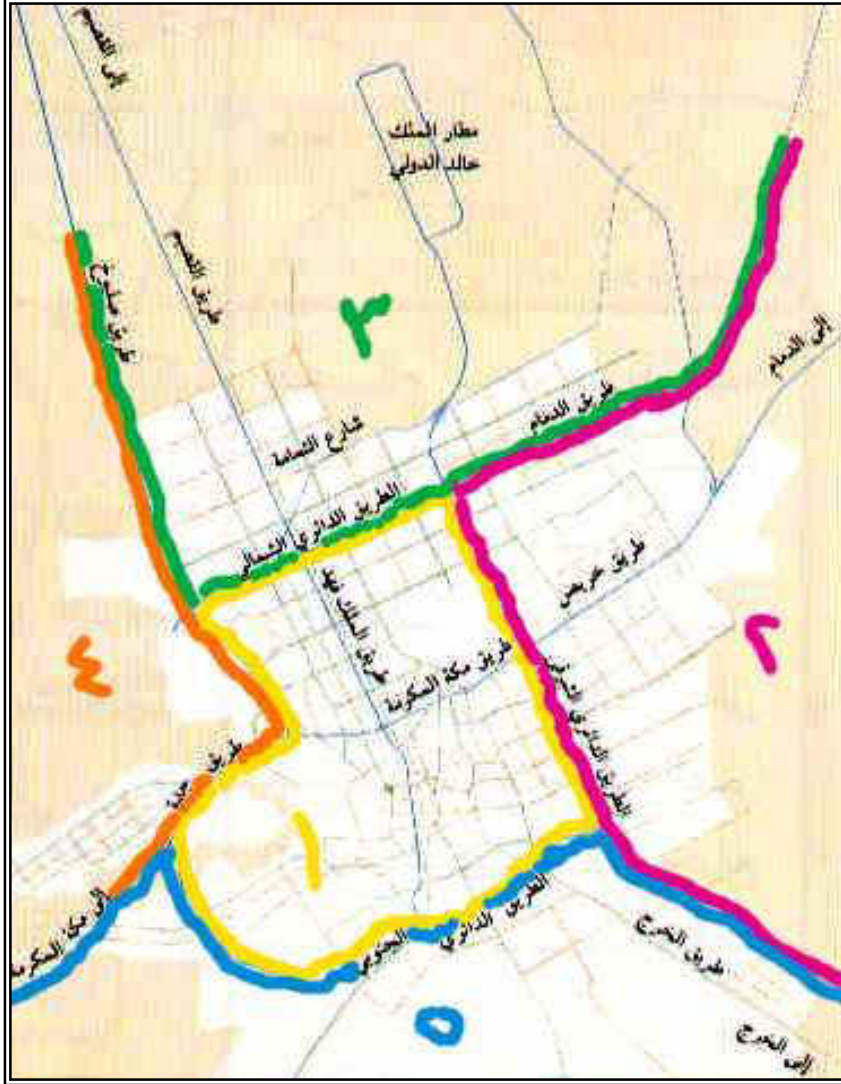 إلى القصيم
مطار الملك
خالد الدولي
طريق صلبوخ
طريق القصيم
٣
إلى الدمام
طريق الدمام
شارع الثمامة
الطريق الدائري الشمالي
طريق خريص
طريق الملك فهد
٢
٤
طريق مكة المكرمة
الطريق الدائري الشرقي
طريق جدة
١
إلى مكة المكرمة
الطريق الدائري الجنوبي
طريق الخرج
٥
إلى الخرج